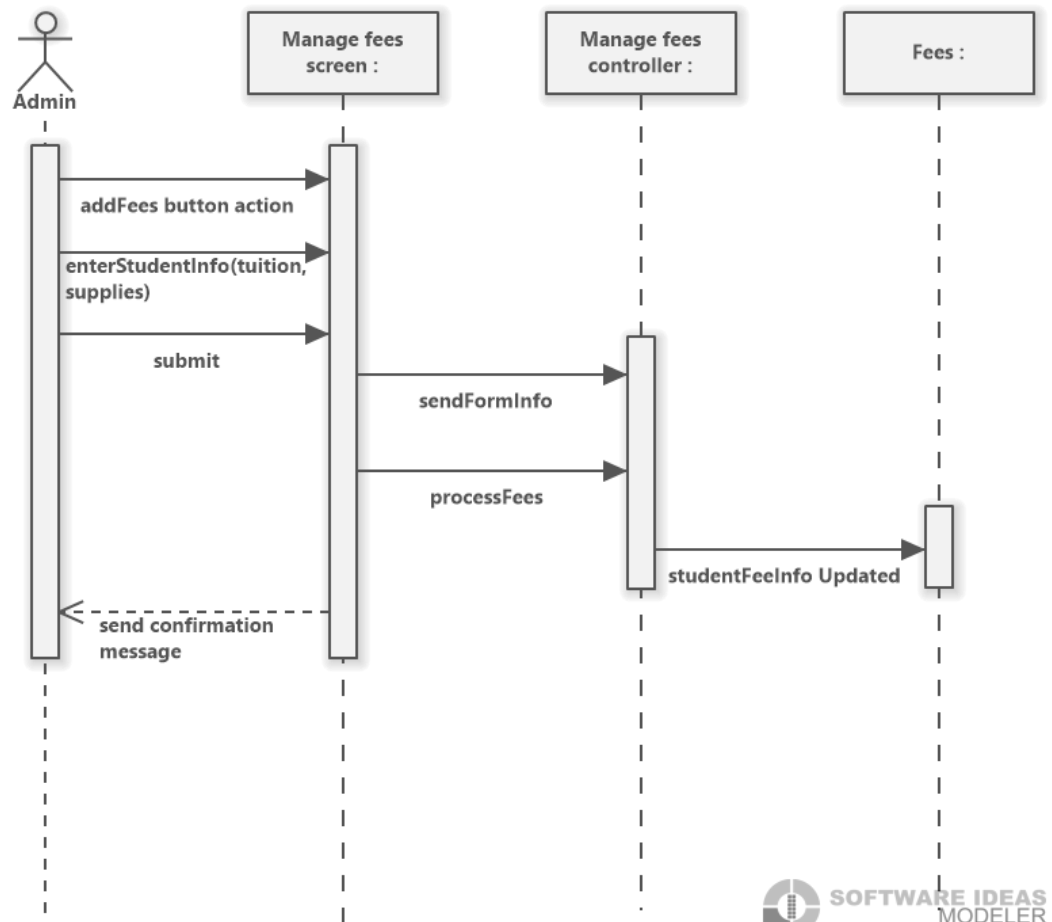 Manage fees
screen :
Manage fees
controller :
Fees :
Admin
addFees button action
enterStudentInfo(tuition,
supplies)
submit
sendFormInfo
processFees
studentFeeInfo Updated
send confirmation
message
SOFTWARE IDEAS
MODELER